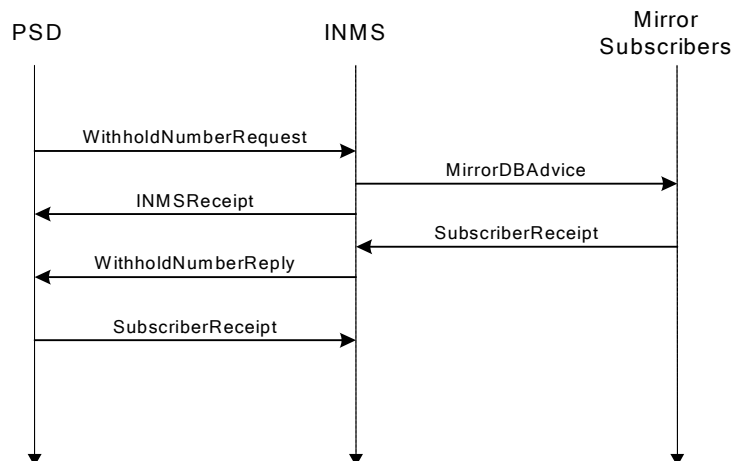 PSD
INMS
Mirror
Subscribers
WithholdNumberRequest
MirrorDBAdvice
INMSReceipt
SubscriberReceipt
WithholdNumberReply
SubscriberReceipt